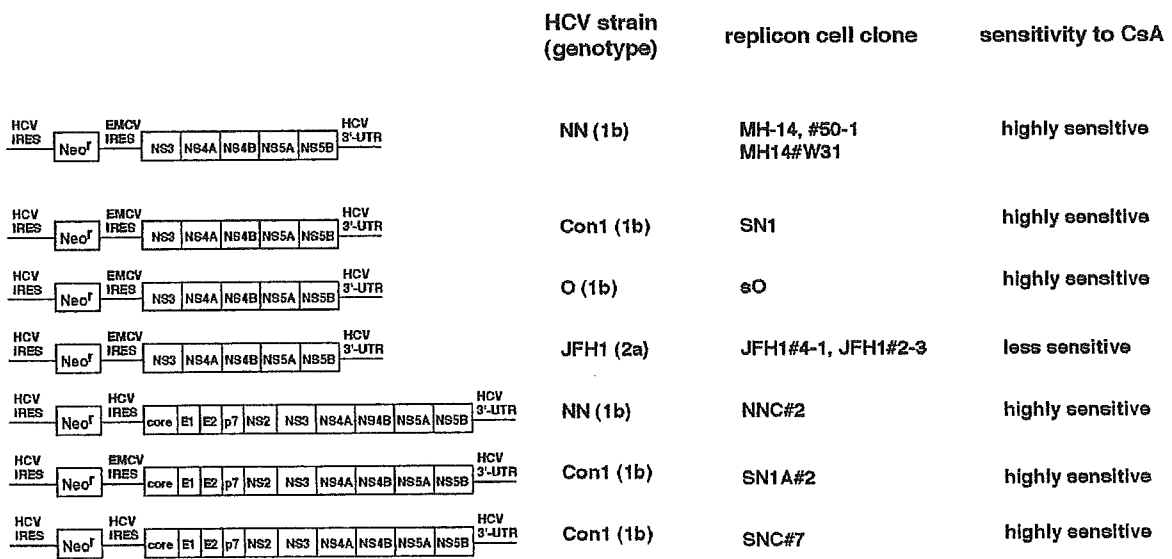 HCV strain (genotype) replicon cell clone sensitivity to CsA
HCV IRES Neor EMCV IRES NS3 NS4A NS4B NS5A NS5B HCV 3'-UTR NN (1b) MH-14, #50-1 MH14#W31 highly sensitive
HCV IRES Neor EMCV IRES NS3 NS4A NS4B NS5A NS5B HCV 3'-UTR Con1 (1b) SN1 highly sensitive
HCV IRES Neor EMCV IRES NS3 NS4A NS4B NS5A NS5B HCV 3'-UTR O (1b) sO highly sensitive
HCV IRES Neor EMCV IRES NS3 NS4A NS4B NS5A NS5B HCV 3'-UTR JFH1 (2a) JFH1#4-1, JFH1#2-3 less sensitive
HCV IRES Neor HCV IRES core E1 E2 p7 NS2 NS3 NS4A NS4B NS5A NS5B HCV 3'-UTR NN (1b) NNC#2 highly sensitive
HCV IRES Neor EMCV IRES core E1 E2 p7 NS2 NS3 NS4A NS4B NS5A NS5B HCV 3'-UTR Con1 (1b) SN1A#2 highly sensitive
HCV IRES Neor HCV IRES core E1 E2 p7 NS2 NS3 NS4A NS4B NS5A NS5B HCV 3'-UTR Con1 (1b) SNC#7 highly sensitive